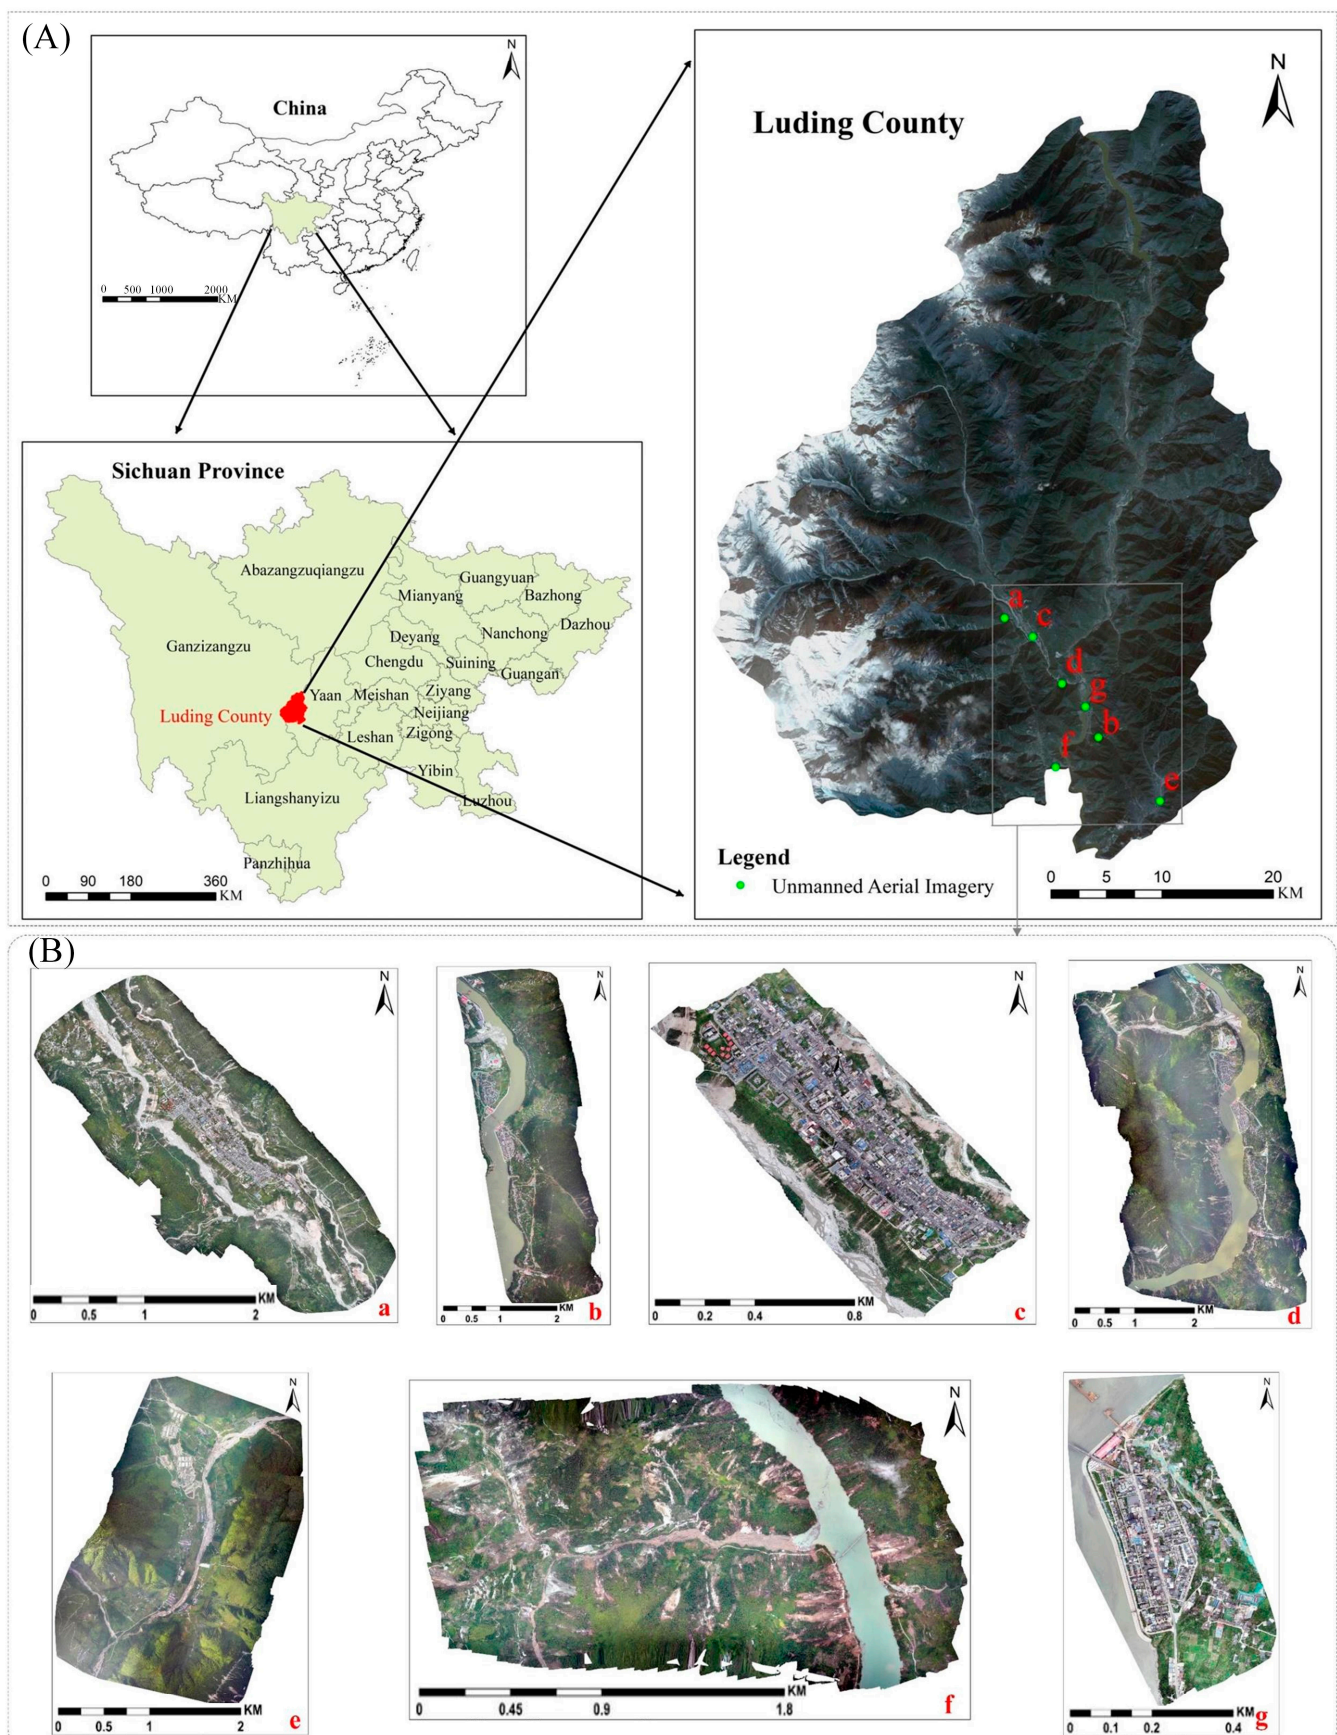 (A)
N
China
0 500 1000 2000
KM
Sichuan Province
Abazangzuqiangzu
Guangyuan
Mianyang
Bazhong
Dazhou
Deyang
Nanchong
Ganzizangzu
Chengdu
Suining
Guangan
Yaan
Meishan
Ziyang
Luding County
Neijiang
Leshan
Zigong
Yibin
Liangshanyizu
Luzhou
Panzhihua
0 90 180 360
KM
Luding County
N
a
c
d
g
b
f
e
Legend
Unmanned Aerial Imagery
0 5 10 20
KM
(B)
N
KM
0 0.5 1 2
a
N
KM
0 0.5 1 2
b
N
KM
0 0.2 0.4 0.8
c
N
KM
0 0.5 1 2
d
N
KM
0 0.5 1 2
e
N
KM
0 0.45 0.9 1.8
f
N
KM
0 0.1 0.2 0.4
g